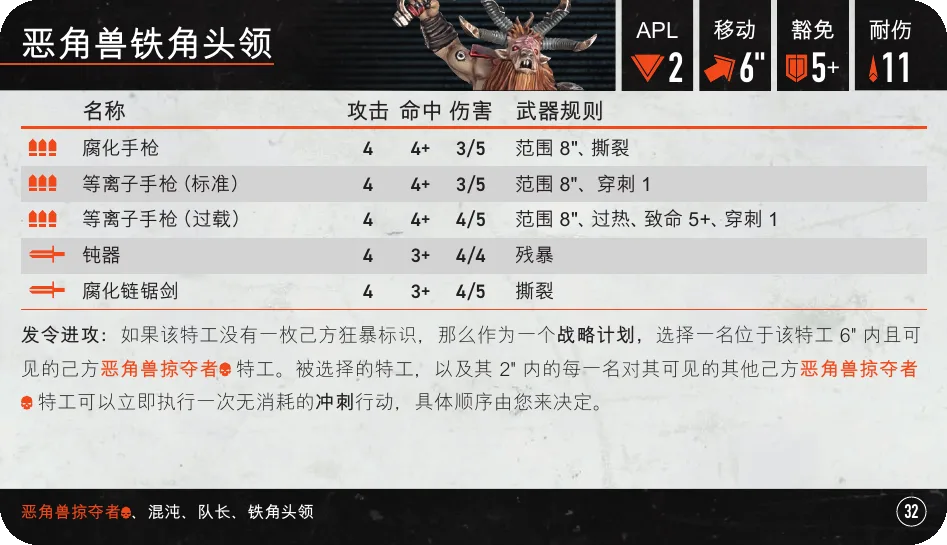 恶角兽铁角头领
APL 移动 豁免 耐伤
2 6" 5+ 11
名称 攻击 命中 伤害 武器规则
腐化手枪 4 4+ 3/5 范围 8"、撕裂
等离子手枪（标准） 4 4+ 3/5 范围 8"、穿刺 1
等离子手枪（过载） 4 4+ 4/5 范围 8"、过热、致命 5+、穿刺 1
钝器 4 3+ 4/4 残暴
腐化链锯剑 4 3+ 4/5 撕裂
发令进攻：如果该特工没有一枚己方狂暴标识，那么作为一个战略计划，选择一名位于该特工 6" 内且可
见的己方恶角兽掠夺者特工。被选择的特工，以及其 2" 内的每一名对其可见的其他己方恶角兽掠夺者
特工可以立即执行一次无消耗的冲刺行动，具体顺序由您来决定。
恶角兽掠夺者、混沌、队长、铁角头领
32